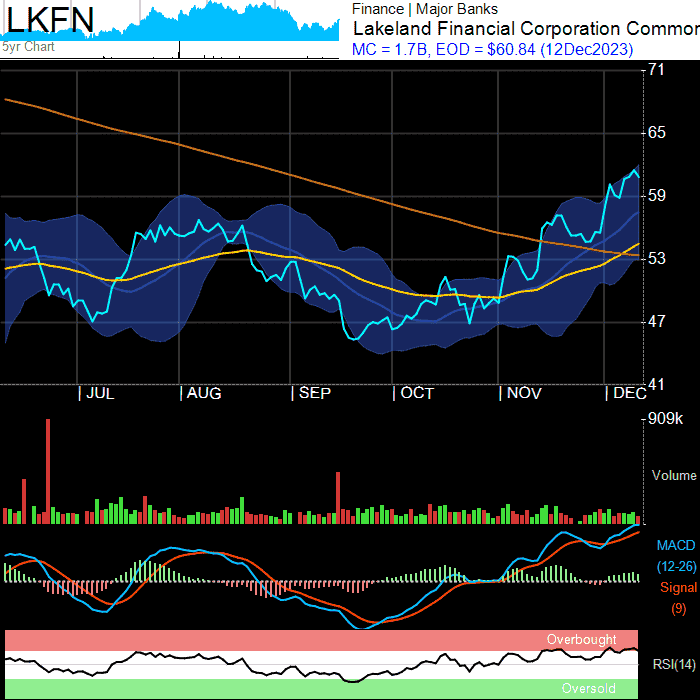 LKFN
5yr Chart
Finance | Major Banks
Lakeland Financial Corporation Commor
MC = 1.7B, EOD = $60.84 (12Dec2023)
71
65
59
53
47
41
| JUL | AUG | SEP | OCT | NOV | DEC
909k
Volume
MACD
(12-26)
Signal
(9)
Overbought
RSI(14)
Oversold